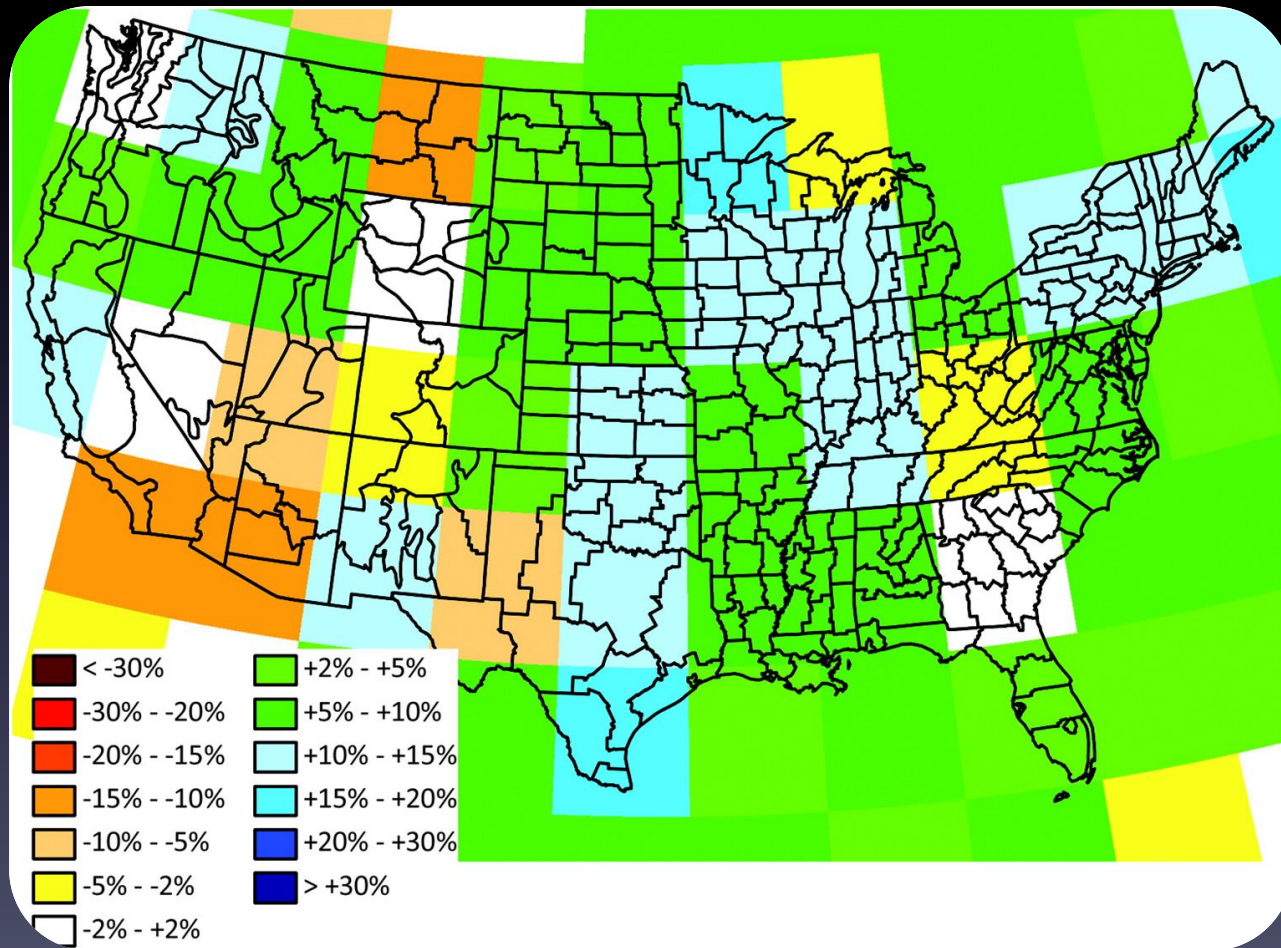 < -30%
-30% - -20%
-20% - -15%
-15% - -10%
-10% - -5%
-5% - -2%
-2% - +2%
+2% - +5%
+5% - +10%
+10% - +15%
+15% - +20%
+20% - +30%
> +30%